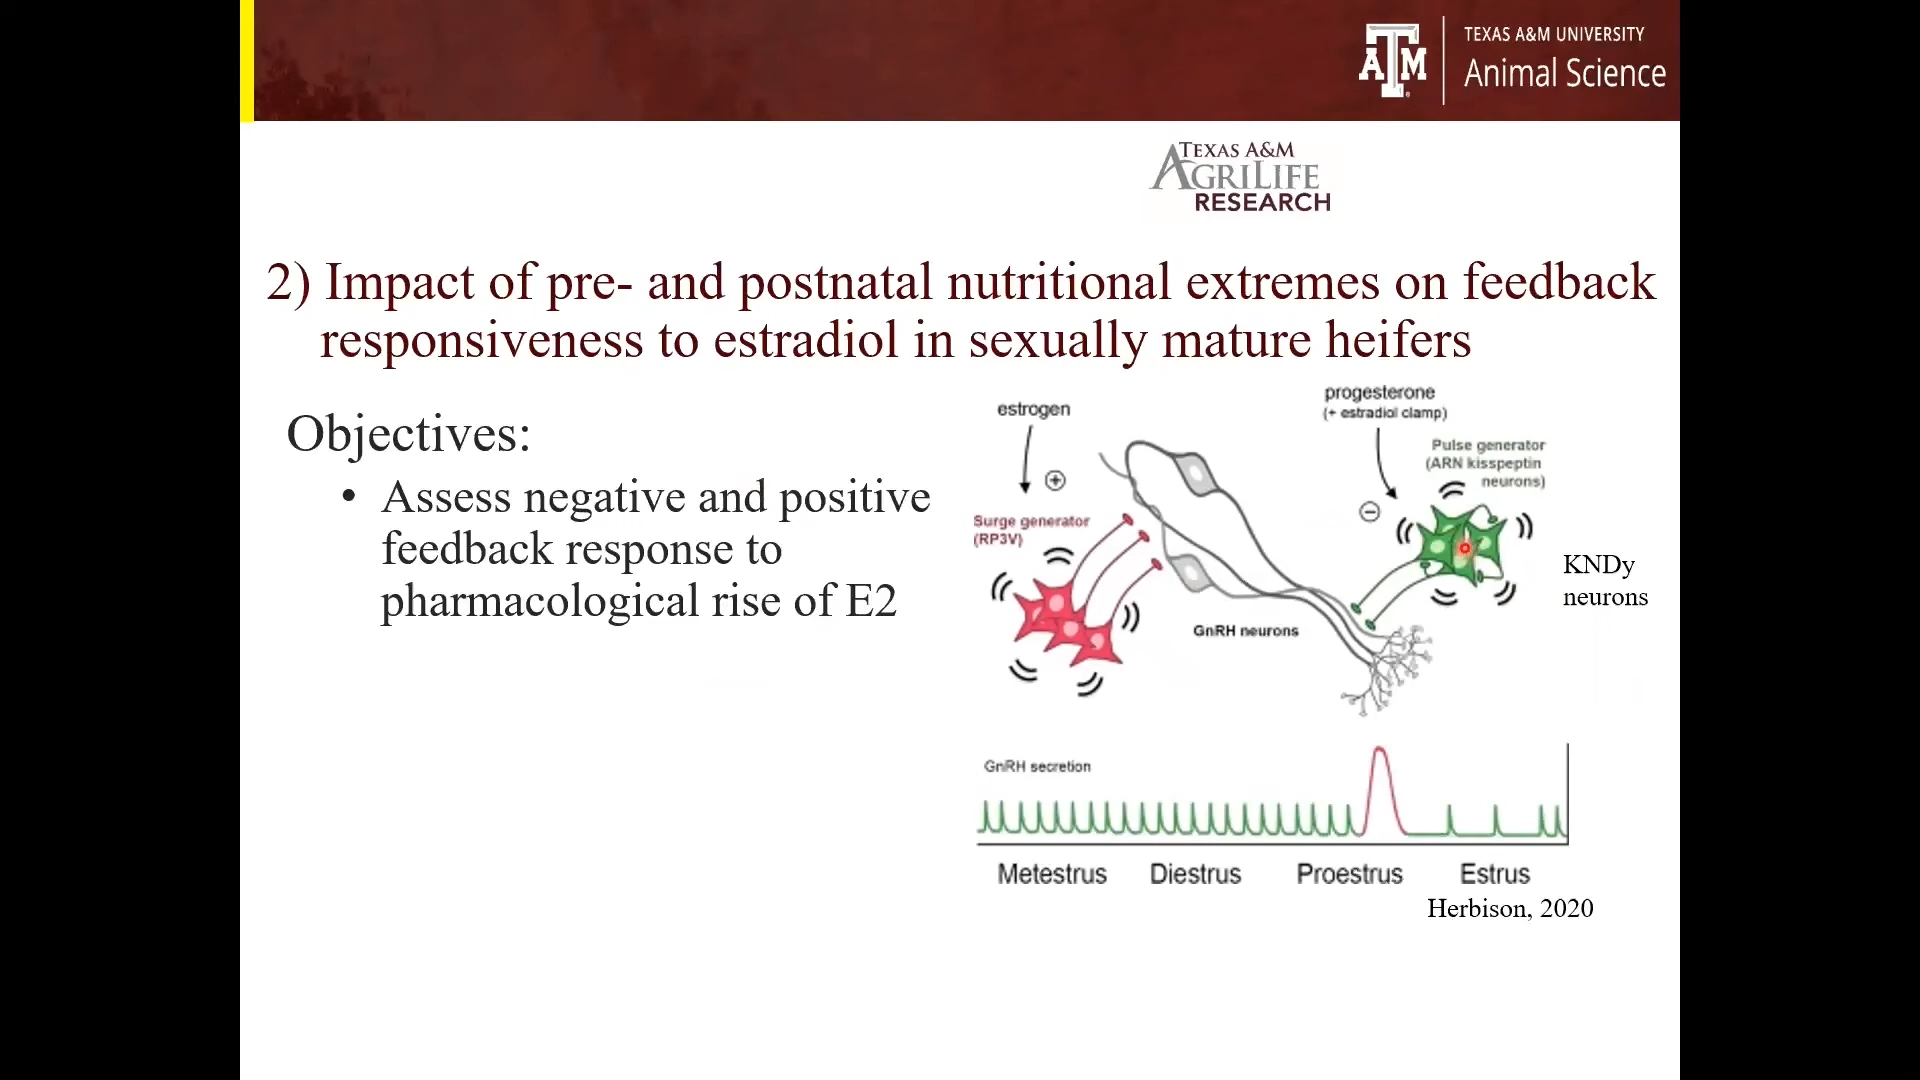 TEXAS A&M UNIVERSITY
Animal Science
ATM
TEXAS A&M
AGRILIFE
RESEARCH
2) Impact of pre- and postnatal nutritional extremes on feedback
responsiveness to estradiol in sexually mature heifers
Objectives:
• Assess negative and positive
feedback response to
pharmacological rise of E2
estrogen
progesterone
(+ estradiol clamp)
Pulse generator
(ARN kisspeptin
neurons)
Surge generator
(RP3V)
KNDy
neurons
GnRH neurons
GnRH secretion
Metestrus Diestrus Proestrus Estrus
Herbison, 2020